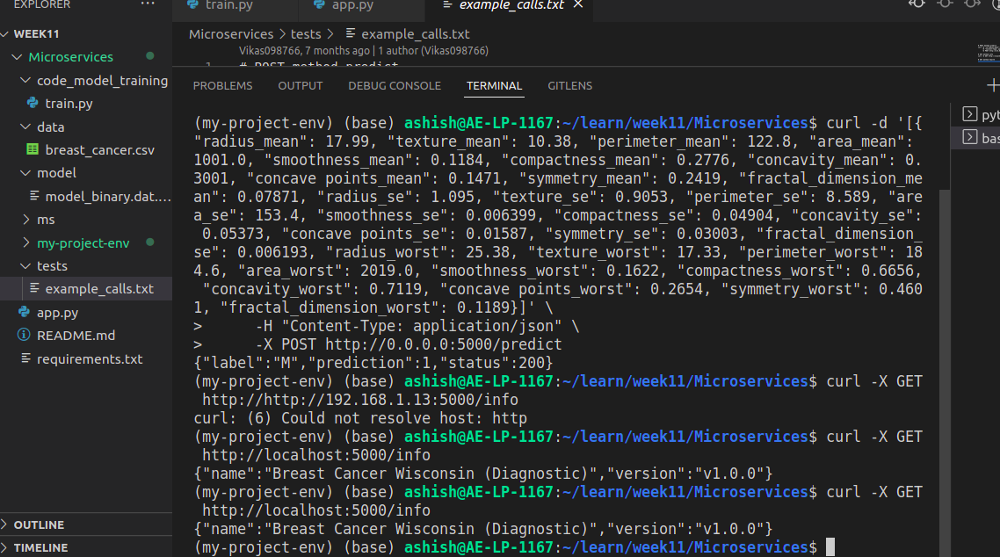 EXPLORER
train.py
app.py
example_calls.txt
WEEK11
Microservices
code_model_training
train.py
data
breast_cancer.csv
model
model_binary.dat....
ms
my-project-env
tests
example_calls.txt
app.py
README.md
requirements.txt
OUTLINE
TIMELINE
Microservices > tests > example_calls.txt
Vikas098766, 7 months ago | 1 author (Vikas098766)
1 # POST method predict
PROBLEMS OUTPUT DEBUG CONSOLE TERMINAL GITLENS
(my-project-env) (base) ashish@AE-LP-1167:~/learn/week11/Microservices$ curl -d '[{
"radius_mean": 17.99, "texture_mean": 10.38, "perimeter_mean": 122.8, "area_mean":
1001.0, "smoothness_mean": 0.1184, "compactness_mean": 0.2776, "concavity_mean": 0.
3001, "concave points_mean": 0.1471, "symmetry_mean": 0.2419, "fractal_dimension_me
an": 0.07871, "radius_se": 1.095, "texture_se": 0.9053, "perimeter_se": 8.589, "are
a_se": 153.4, "smoothness_se": 0.006399, "compactness_se": 0.04904, "concavity_se":
0.05373, "concave points_se": 0.01587, "symmetry_se": 0.03003, "fractal_dimension_
se": 0.006193, "radius_worst": 25.38, "texture_worst": 17.33, "perimeter_worst": 18
4.6, "area_worst": 2019.0, "smoothness_worst": 0.1622, "compactness_worst": 0.6656,
"concavity_worst": 0.7119, "concave points_worst": 0.2654, "symmetry_worst": 0.460
1, "fractal_dimension_worst": 0.1189}]' \
> -H "Content-Type: application/json" \
> -X POST http://0.0.0.0:5000/predict
{"label":"M","prediction":1,"status":200}
(my-project-env) (base) ashish@AE-LP-1167:~/learn/week11/Microservices$ curl -X GET
http://http://192.168.1.13:5000/info
curl: (6) Could not resolve host: http
(my-project-env) (base) ashish@AE-LP-1167:~/learn/week11/Microservices$ curl -X GET
http://localhost:5000/info
{"name":"Breast Cancer Wisconsin (Diagnostic)","version":"v1.0.0"}
(my-project-env) (base) ashish@AE-LP-1167:~/learn/week11/Microservices$ curl -X GET
http://localhost:5000/info
{"name":"Breast Cancer Wisconsin (Diagnostic)","version":"v1.0.0"}
(my-project-env) (base) ashish@AE-LP-1167:~/learn/week11/Microservices$
pyt
bas